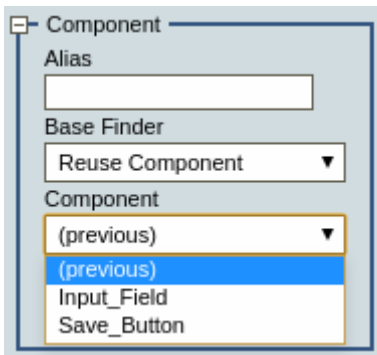 Component
Alias
Base Finder
Reuse Component
Component
(previous)
(previous)
Input_Field
Save_Button